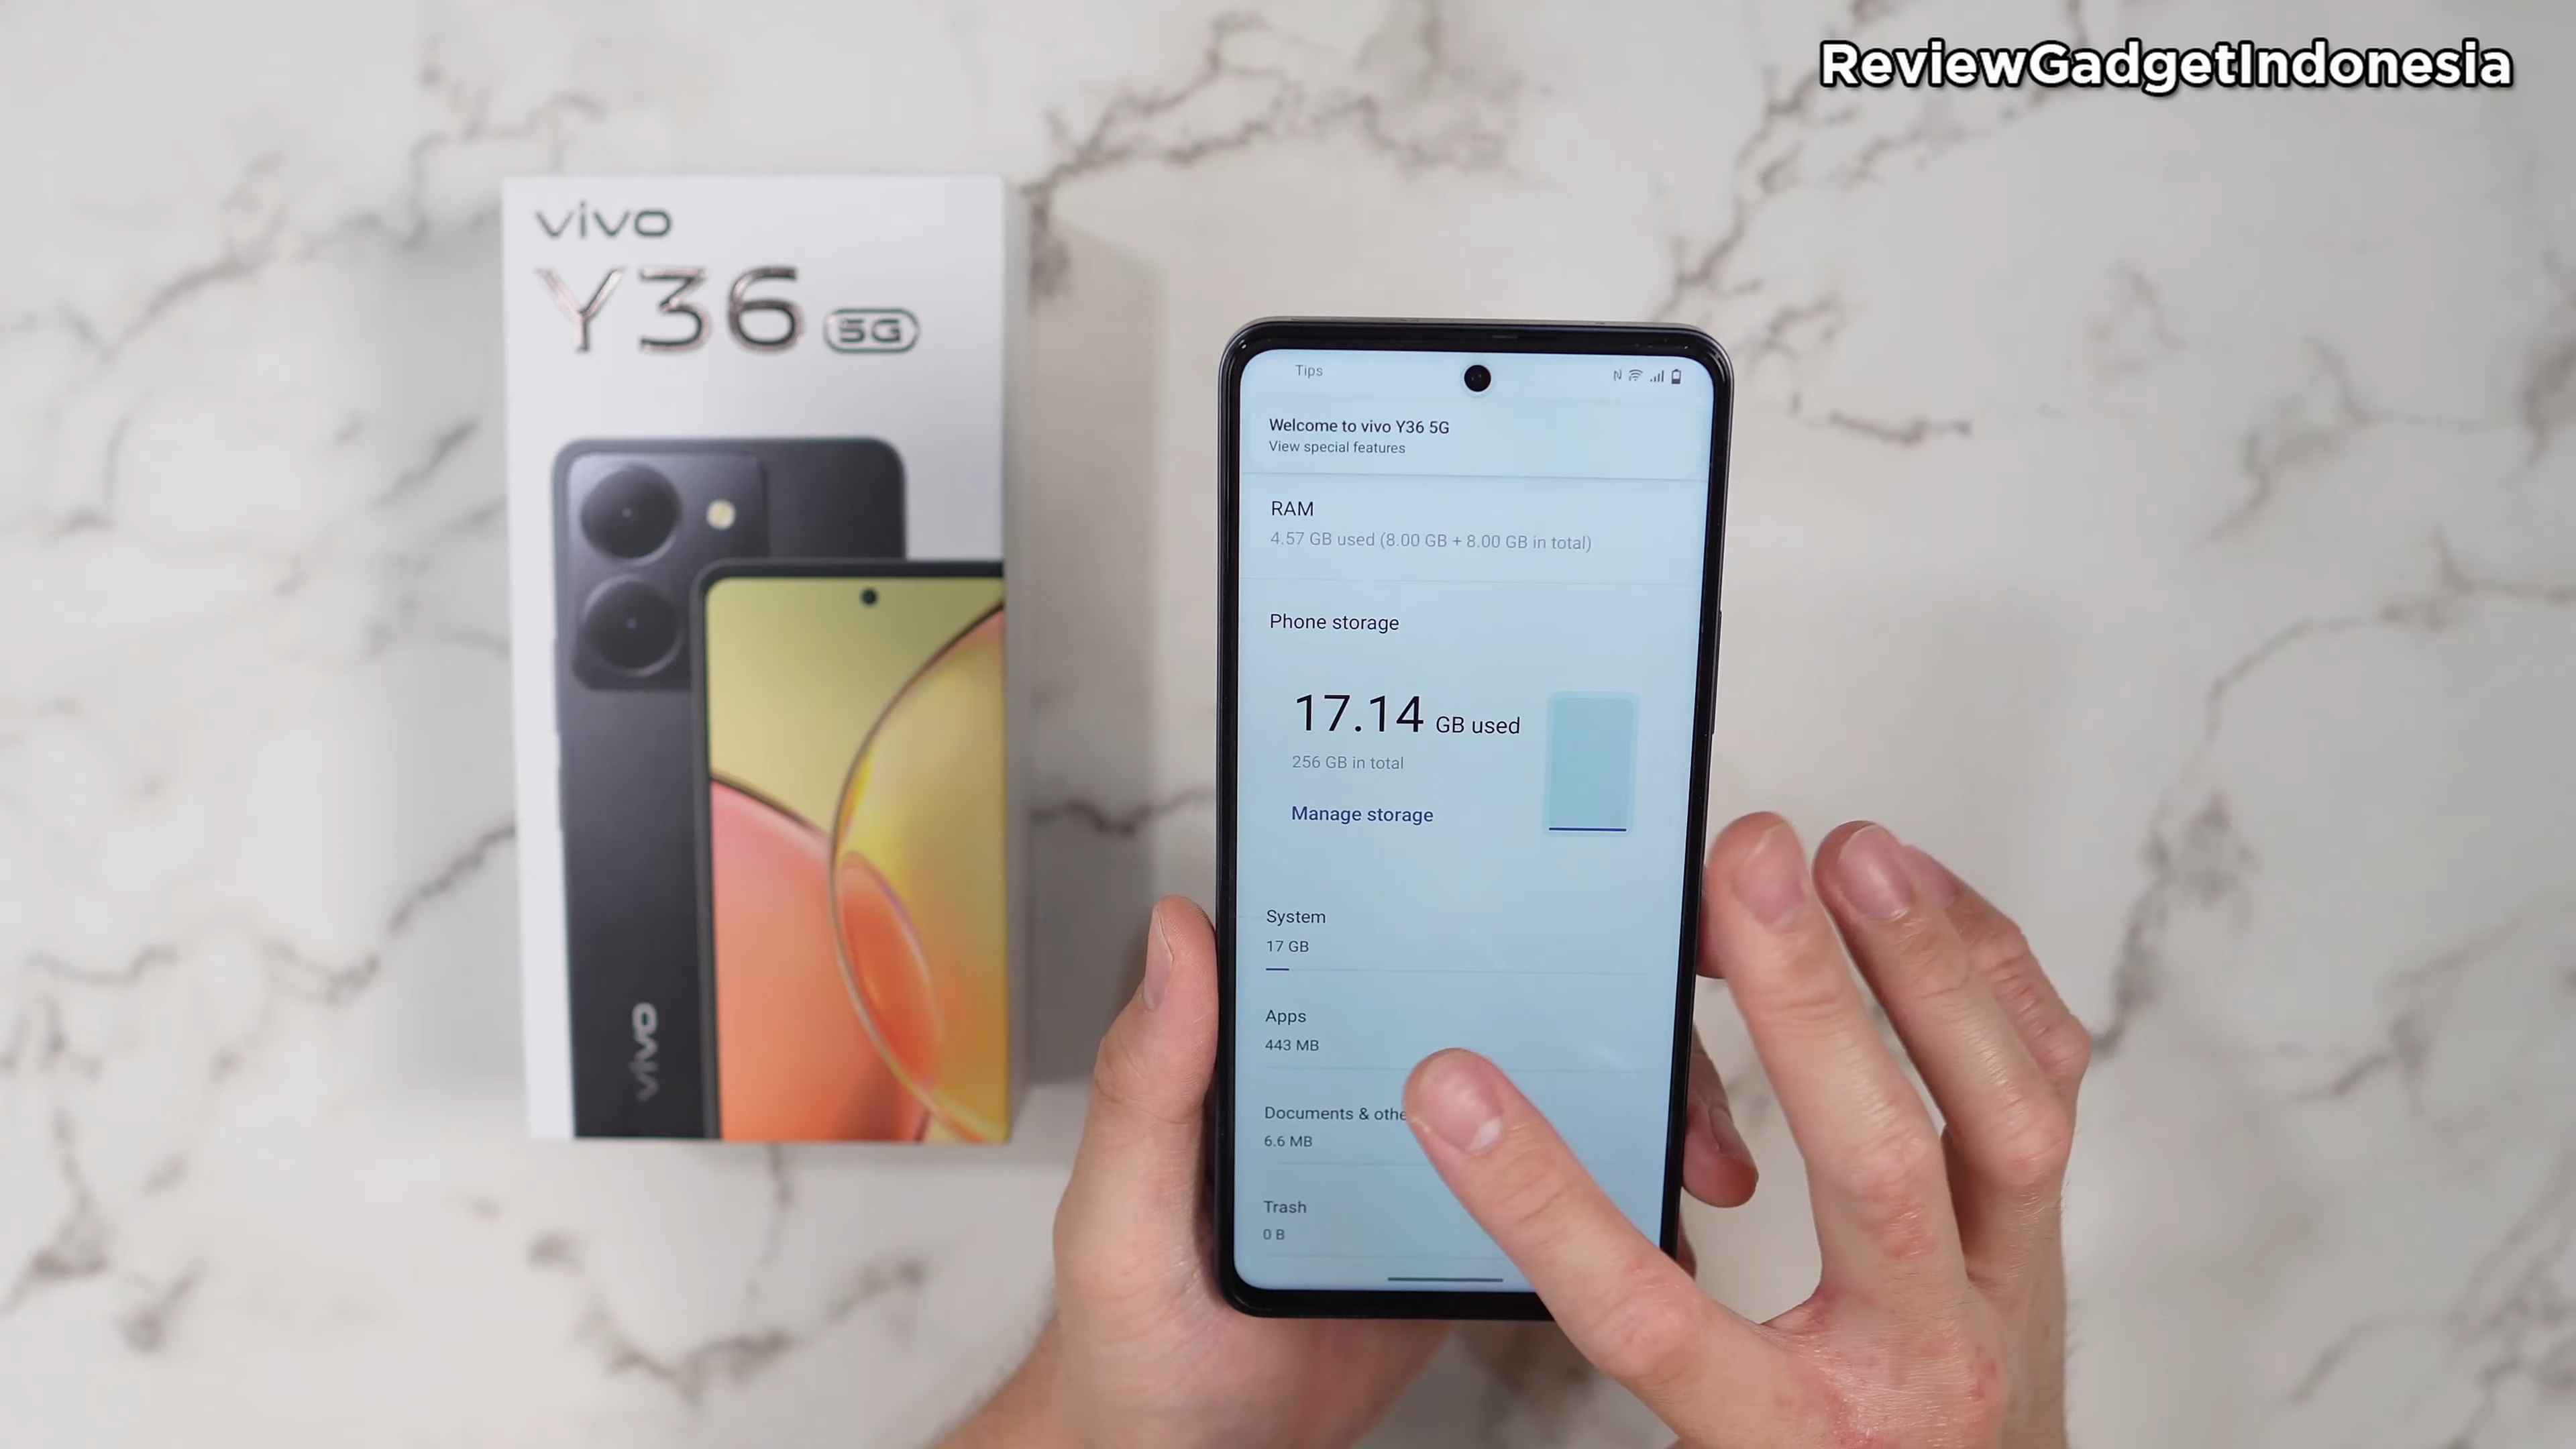 ReviewGadgetIndonesia
vivo
Y36 5G
vivo
Tips
Welcome to vivo Y36 5G
View special features
RAM
4.57 GB used (8.00 GB + 8.00 GB in total)
Phone storage
17.14 GB used
256 GB in total
Manage storage
System
17 GB
Apps
443 MB
Documents &
6.6 MB
Trash
0 B